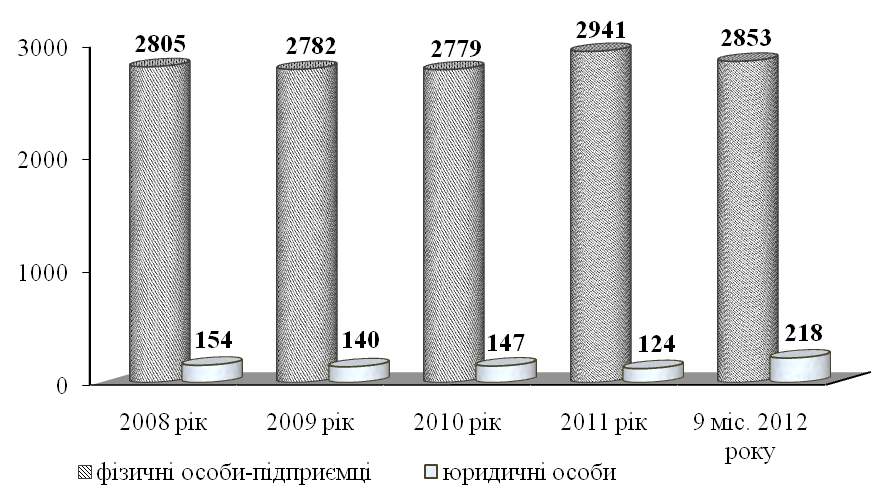 3000
2000
1000
0
2805
2782
2779
2941
2853
154
140
147
124
218
2008 рік
2009 рік
2010 рік
2011 рік
9 міс. 2012
року
фізичні особи-підприємці
юридичні особи